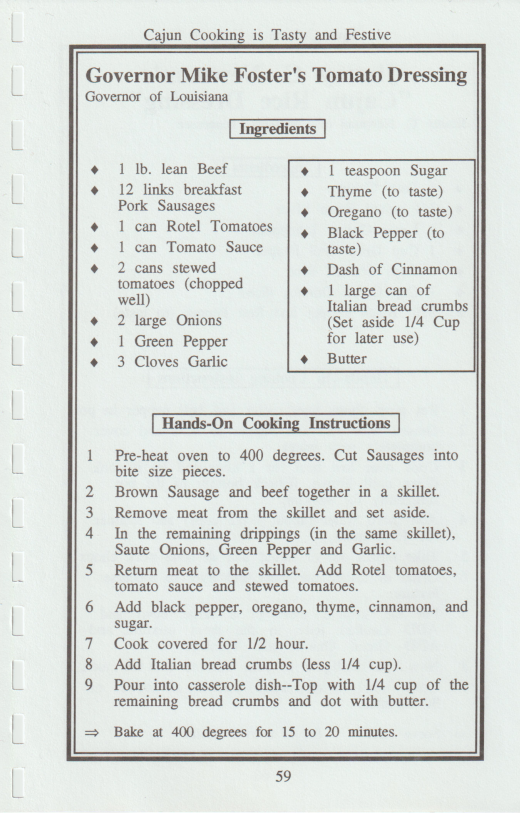 Cajun Cooking is Tasty and Festive
Governor Mike Foster's Tomato Dressing
Governor of Louisiana
Ingredients
♦ 1 lb. lean Beef
♦ 12 links breakfast
Pork Sausages
♦ 1 can Rotel Tomatoes
♦ 1 can Tomato Sauce
♦ 2 cans stewed
tomatoes (chopped
well)
♦ 2 large Onions
♦ 1 Green Pepper
♦ 3 Cloves Garlic
♦ 1 teaspoon Sugar
♦ Thyme (to taste)
♦ Oregano (to taste)
♦ Black Pepper (to
taste)
♦ Dash of Cinnamon
♦ 1 large can of
Italian bread crumbs
(Set aside 1/4 Cup
for later use)
♦ Butter
Hands-On Cooking Instructions
1 Pre-heat oven to 400 degrees. Cut Sausages into
bite size pieces.
2 Brown Sausage and beef together in a skillet.
3 Remove meat from the skillet and set aside.
4 In the remaining drippings (in the same skillet),
Saute Onions, Green Pepper and Garlic.
5 Return meat to the skillet. Add Rotel tomatoes,
tomato sauce and stewed tomatoes.
6 Add black pepper, oregano, thyme, cinnamon, and
sugar.
7 Cook covered for 1/2 hour.
8 Add Italian bread crumbs (less 1/4 cup).
9 Pour into casserole dish--Top with 1/4 cup of the
remaining bread crumbs and dot with butter.
⇒ Bake at 400 degrees for 15 to 20 minutes.
59